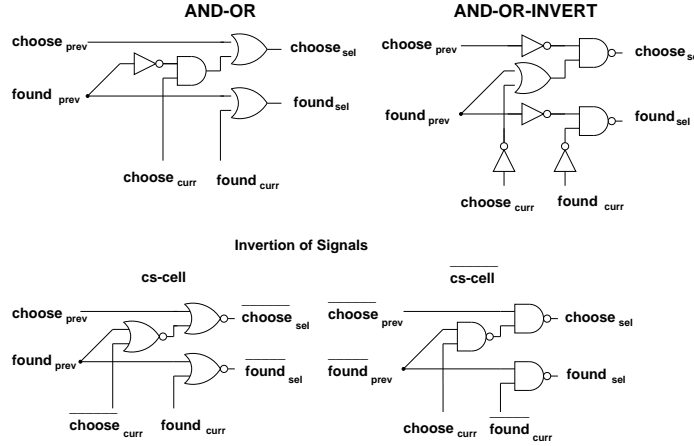 AND-OR
AND-OR-INVERT
choose prev
choose sel
found prev
found sel
choose curr
found curr
choose prev
choose se
found prev
found sel
choose curr
found curr
Invertion of Signals
cs-cell
cs-cell
choose prev
choose sel
found prev
found sel
choose curr
found curr
choose prev
choose sel
found prev
found sel
choose curr
found curr